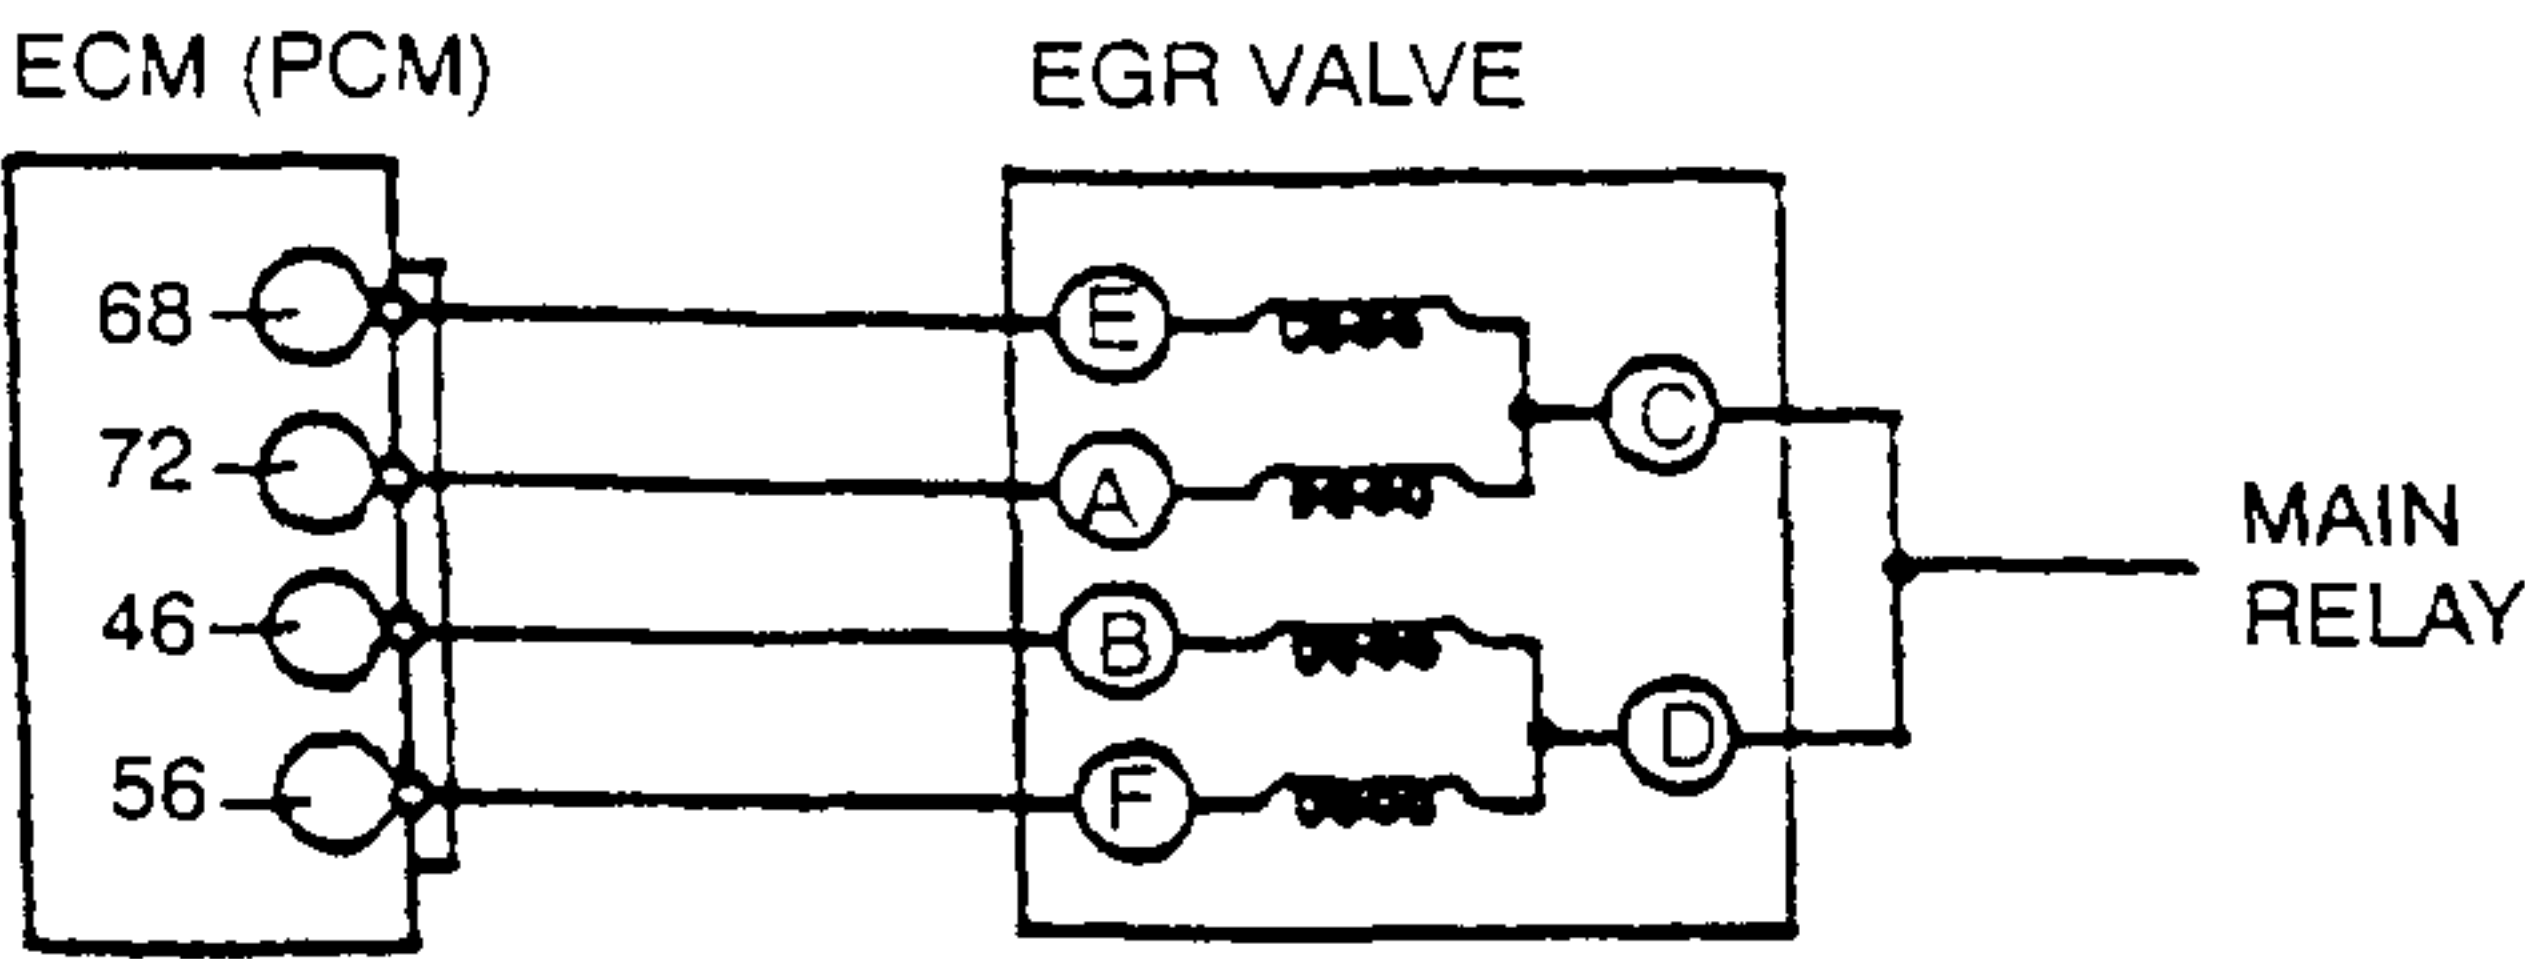 ECM (PCM)
EGR VALVE
68
E
C
72
A
MAIN
RELAY
46
B
D
56
F